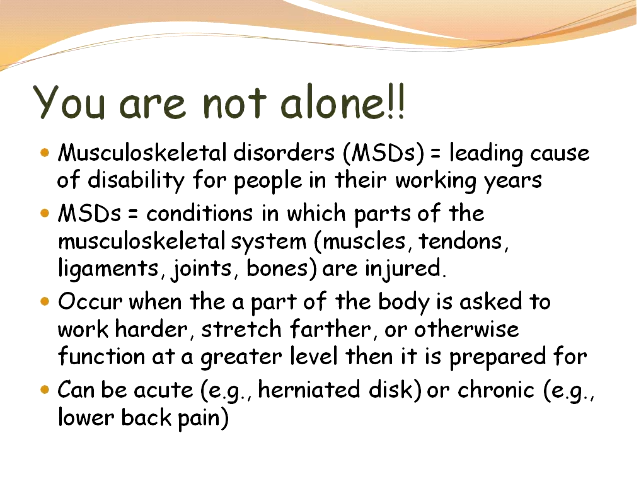 You are not alone!!
• Musculoskeletal disorders (MSDs) = leading cause
of disability for people in their working years
• MSDs = conditions in which parts of the
musculoskeletal system (muscles, tendons,
ligaments, joints, bones) are injured.
• Occur when the a part of the body is asked to
work harder, stretch farther, or otherwise
function at a greater level then it is prepared for
• Can be acute (e.g., herniated disk) or chronic (e.g.,
lower back pain)